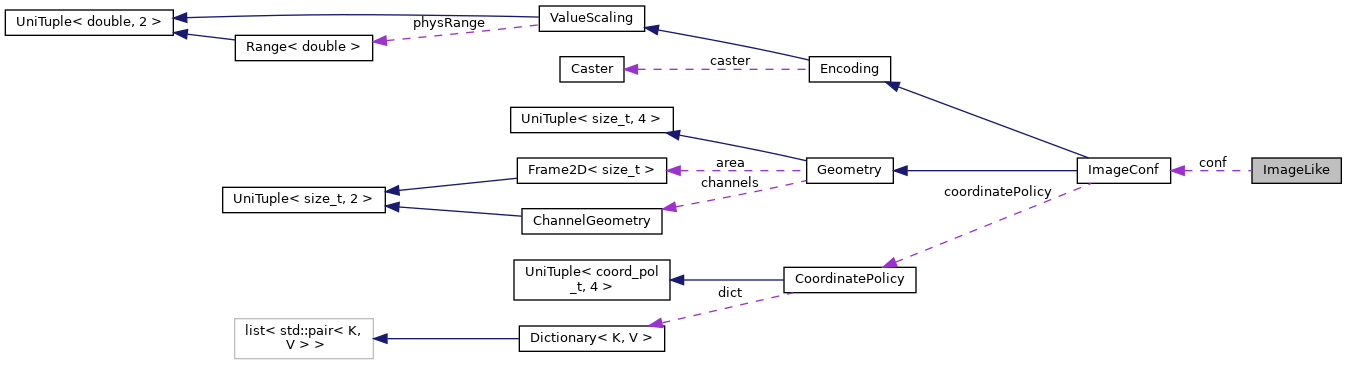 UniTuple< double, 2 >
physRange
ValueScaling
Range< double >
Caster
caster
Encoding
UniTuple< size_t, 4 >
Frame2D< size_t >
area
Geometry
ImageConf
conf
ImageLike
channels
UniTuple< size_t, 2 >
ChannelGeometry
coordinatePolicy
UniTuple< coord_pol
_t, 4 >
CoordinatePolicy
dict
list< std::pair< K,
V > >
Dictionary< K, V >